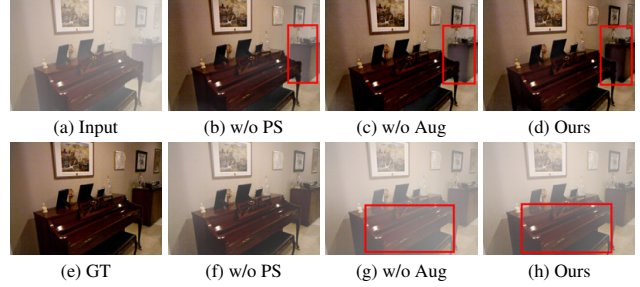 (a) Input (b) w/o PS (c) w/o Aug (d) Ours
(e) GT (f) w/o PS (g) w/o Aug (h) Ours